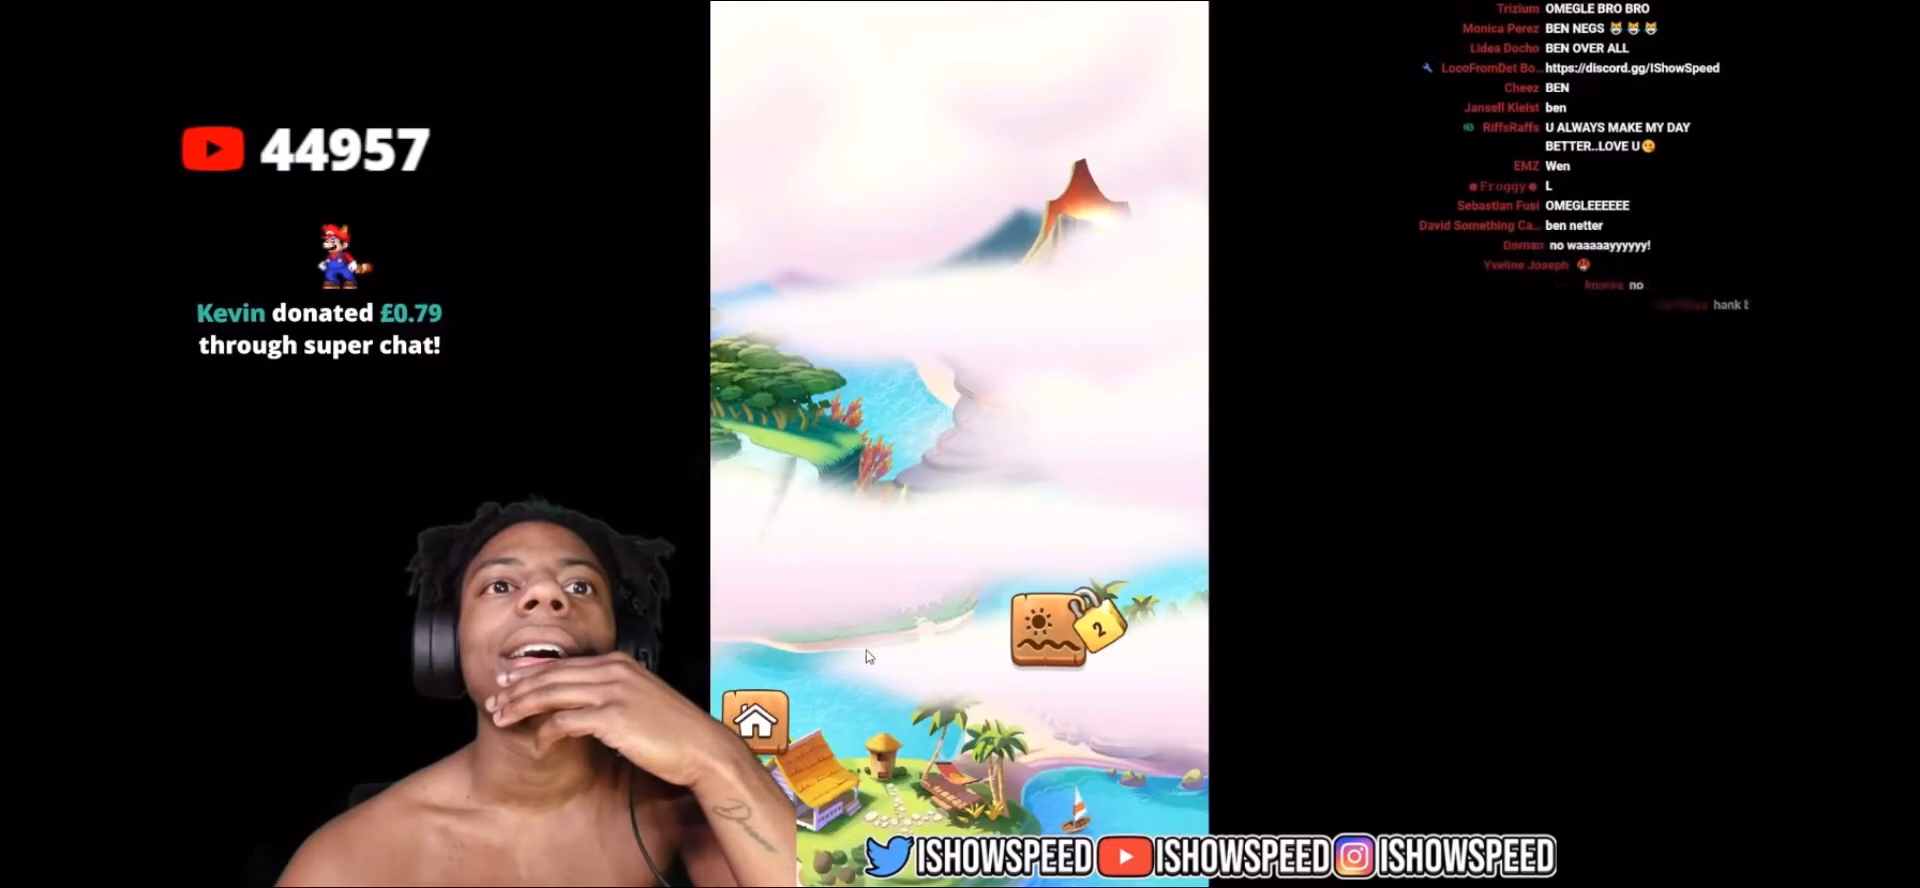 44957
Kevin donated £0.79
through super chat!
2
Trizium OMEGLE BRO BRO
Monica Perez BEN NEGS
Lidea Docho BEN OVER ALL
LocoFromDet Bo... https://discord.gg/IShowSpeed
Cheez BEN
Jansell Kleist ben
RiffsRaffs U ALWAYS MAKE MY DAY
BETTER..LOVE U
EMZ Wen
Froggy L
Sebastian Fusi OMEGLEEEEEE
David Something Ca... ben netter
no waaaaayyyyyy!
Yveline Joseph
no
hank
ISHOWSPEED ISHOWSPEED ISHOWSPEED